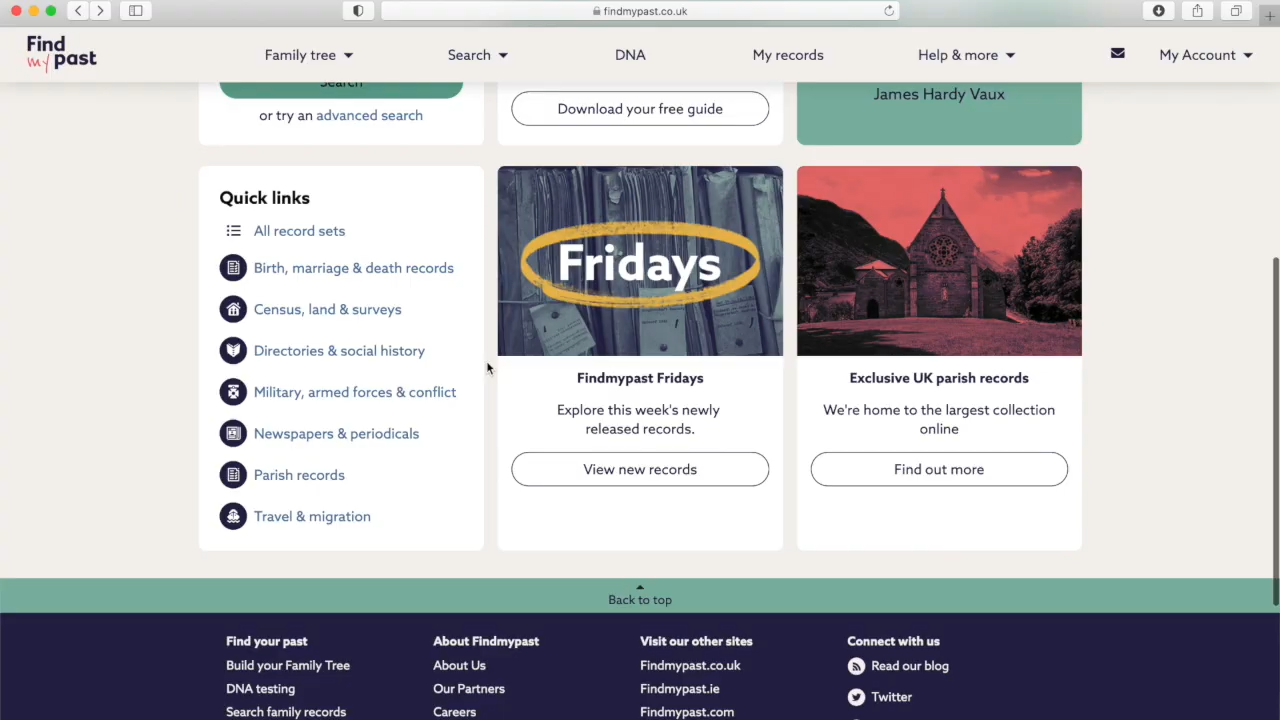 findmypast.co.uk
Find
my past
Family tree
Search
DNA
My records
Help & more
My Account
Search
or try an advanced search
Download your free guide
James Hardy Vaux
Quick links
All record sets
Birth, marriage & death records
Census, land & surveys
Directories & social history
Military, armed forces & conflict
Newspapers & periodicals
Parish records
Travel & migration
Fridays
Findmypast Fridays
Explore this week's newly
released records.
View new records
Exclusive UK parish records
We're home to the largest collection
online
Find out more
Back to top
Find your past
Build your Family Tree
DNA testing
Search family records
About Findmypast
About Us
Our Partners
Careers
Visit our other sites
Findmypast.co.uk
Findmypast.ie
Findmypast.com
Connect with us
Read our blog
Twitter